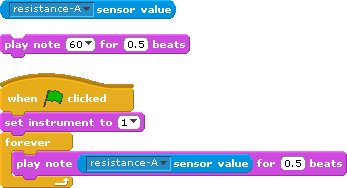 resistance-A sensor value
play note 60 for 0.5 beats
when clicked
set instrument to 1
forever
play note resistance-A sensor value for 0.5 beats